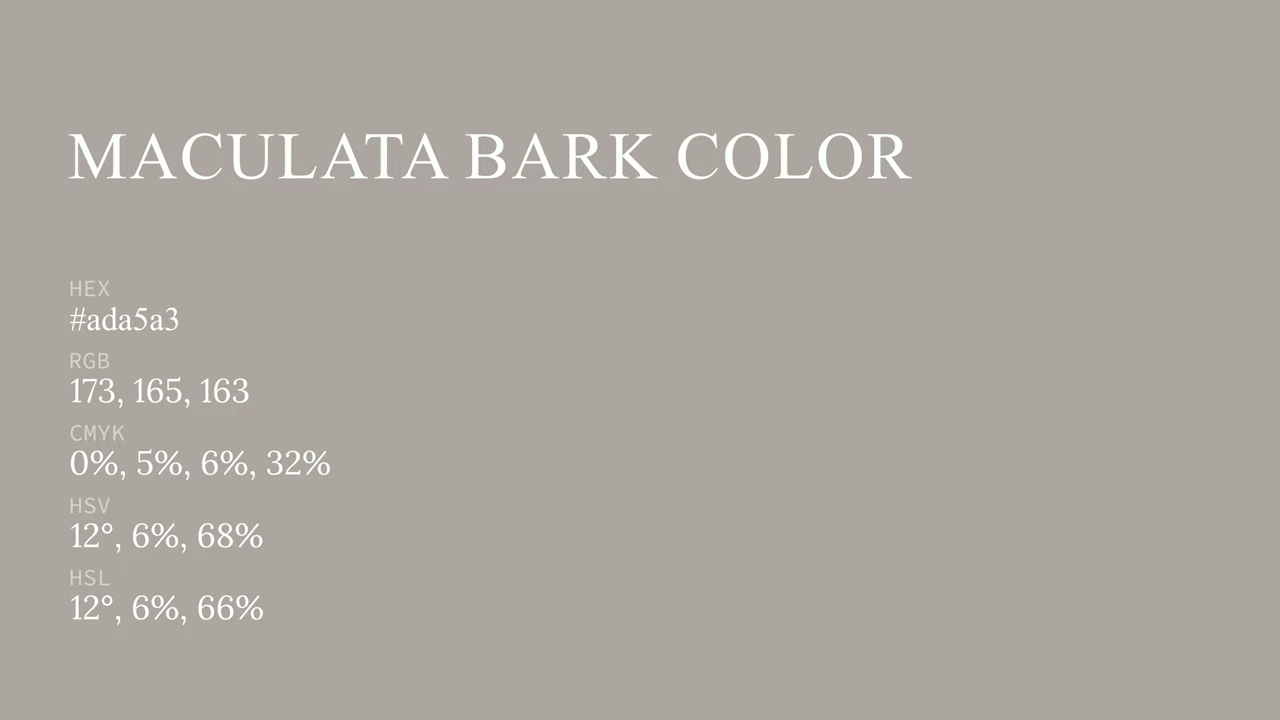 MACULATA BARK COLOR
HEX
#ada5a3
RGB
173, 165, 163
CMYK
0%, 5%, 6%, 32%
HSV
12°, 6%, 68%
HSL
12°, 6%, 66%